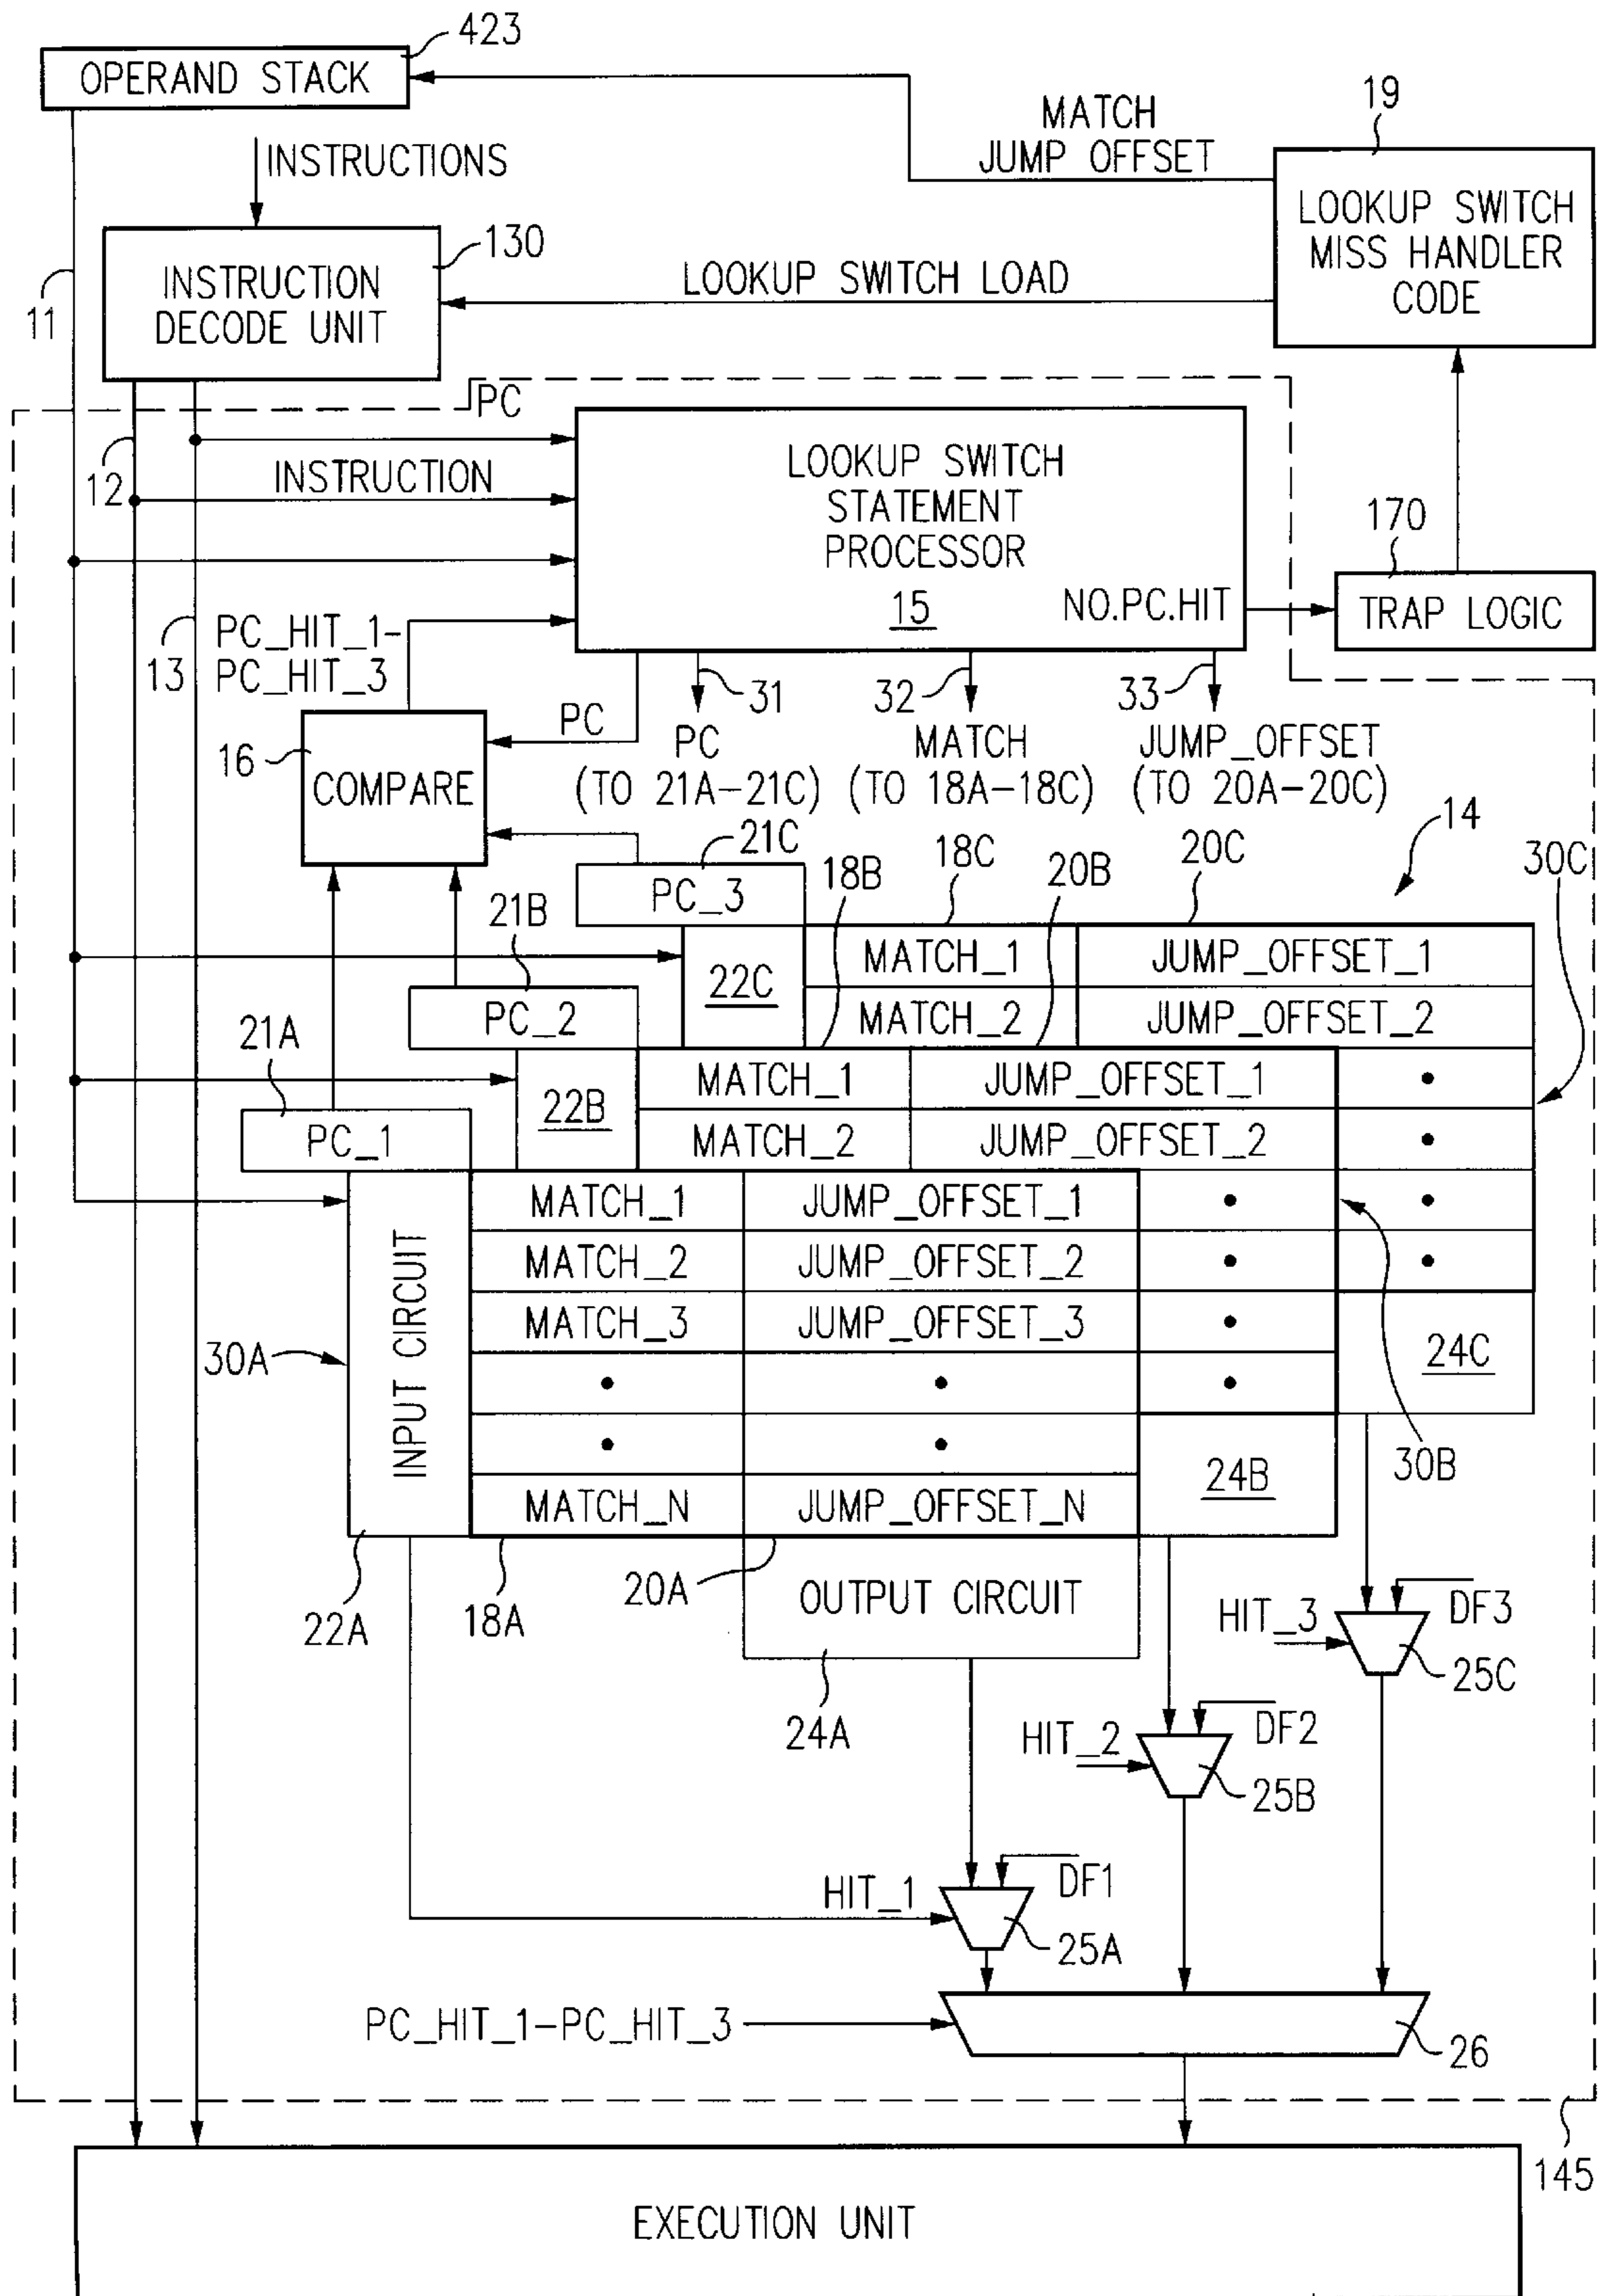 423
OPERAND STACK
19
MATCH
JUMP OFFSET
INSTRUCTIONS
LOOKUP SWITCH
MISS HANDLER
CODE
130
INSTRUCTION
DECODE UNIT
LOOKUP SWITCH LOAD
11
PC
12
INSTRUCTION
LOOKUP SWITCH
STATEMENT
PROCESSOR
15
NO.PC.HIT
170
TRAP LOGIC
13
PC_HIT_1-
PC_HIT_3
31
32
33
16
COMPARE
PC
PC
(TO 21A-21C)
MATCH
(TO 18A-18C)
JUMP_OFFSET
(TO 20A-20C)
14
21C
18B
18C
20B
20C
30C
PC_3
21B
22C
MATCH_1
JUMP_OFFSET_1
MATCH_2
JUMP_OFFSET_2
PC_2
21A
22B
MATCH_1
JUMP_OFFSET_1
MATCH_2
JUMP_OFFSET_2
PC_1
MATCH_1
JUMP_OFFSET_1
MATCH_2
JUMP_OFFSET_2
MATCH_3
JUMP_OFFSET_3
30A
INPUT CIRCUIT
24C
30B
24B
MATCH_N
JUMP_OFFSET_N
22A
18A
20A
OUTPUT CIRCUIT
24A
HIT_3
DF3
25C
HIT_2
DF2
25B
HIT_1
DF1
25A
PC_HIT_1-PC_HIT_3
26
145
EXECUTION UNIT